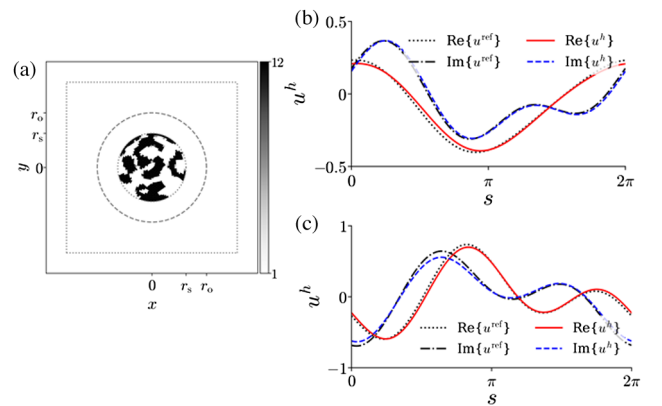 (a)
12
1
r_o
r_s
0
y
0 r_s r_o
x
(b)
0.5
0
−0.5
u^h
Re{u^ref} Re{u^h}
Im{u^ref} Im{u^h}
0 π 2π
s
(c)
1
0
−1
u^h
Re{u^ref} Re{u^h}
Im{u^ref} Im{u^h}
0 π 2π
s